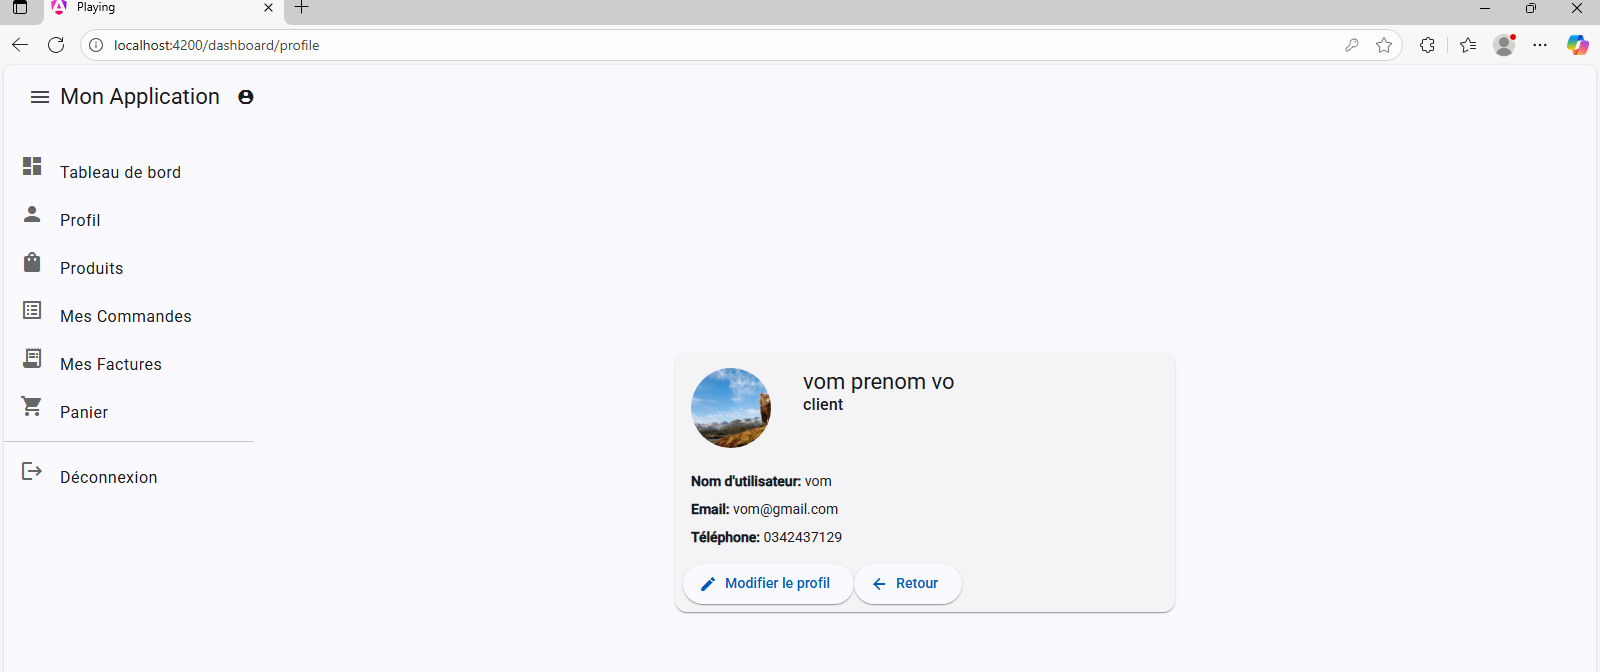 Playing
localhost:4200/dashboard/profile
Mon Application
Tableau de bord
Profil
Produits
Mes Commandes
Mes Factures
Panier
Déconnexion
vom prenom vo
client
Nom d'utilisateur: vom
Email: vom@gmail.com
Téléphone: 0342437129
Modifier le profil
Retour